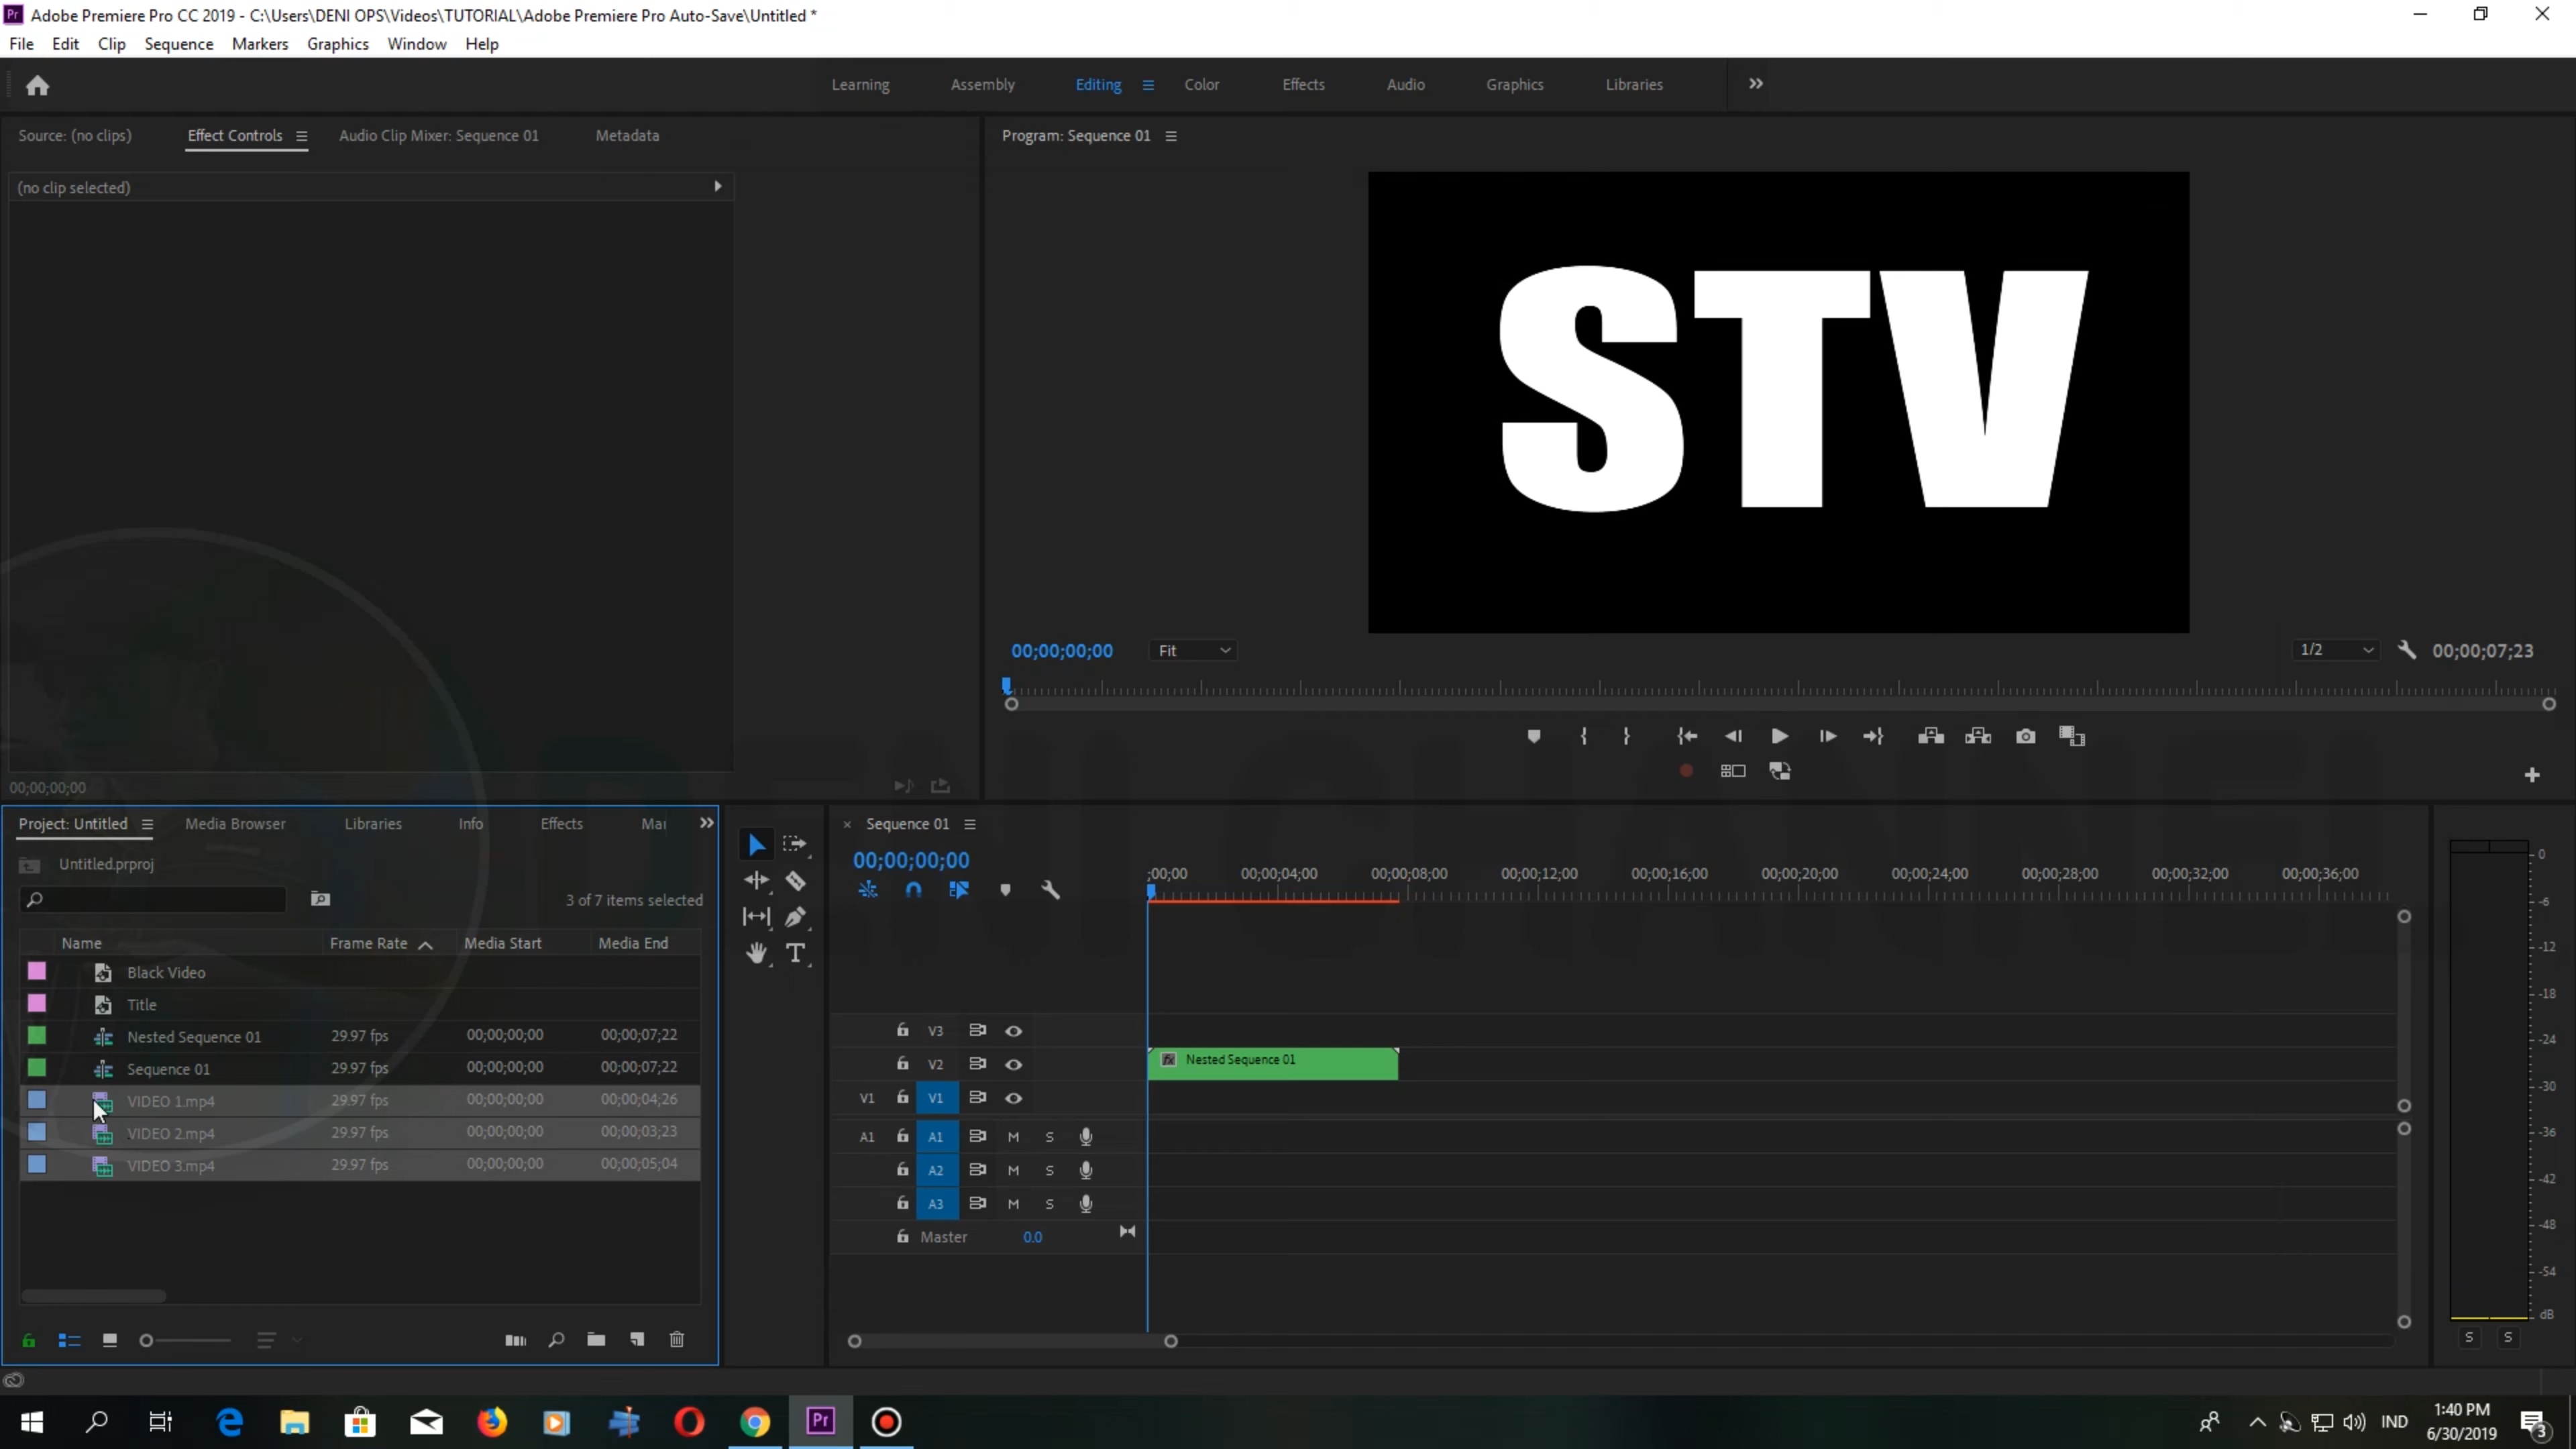 Adobe Premiere Pro CC 2019 - C:\Users\DENI OPS\Videos\TUTORIAL\Adobe Premiere Pro Auto-Save\Untitled *
File Edit Clip Sequence Markers Graphics Window Help
Learning Assembly Editing Color Effects Audio Graphics Libraries
Source: (no clips) Effect Controls Audio Clip Mixer: Sequence 01 Metadata
(no clip selected)
00;00;00;00
Program: Sequence 01
STV
00;00;00;00 Fit 1/2 00;00;07;23
Project: Untitled Media Browser Libraries Info Effects Mai
Untitled.prproj
3 of 7 items selected
Name Frame Rate Media Start Media End
Black Video
Title
Nested Sequence 01 29.97 fps 00;00;00;00 00;00;07;22
Sequence 01 29.97 fps 00;00;00;00 00;00;07;22
VIDEO 1.mp4 29.97 fps 00;00;00;00 00;00;04;26
VIDEO 2.mp4 29.97 fps 00;00;00;00 00;00;03;23
VIDEO 3.mp4 29.97 fps 00;00;00;00 00;00;05;04
× Sequence 01
00;00;00;00
;00;00 00;00;04;00 00;00;08;00 00;00;12;00 00;00;16;00 00;00;20;00 00;00;24;00 00;00;28;00 00;00;32;00 00;00;36;00
V3
V2 fx Nested Sequence 01
V1 V1
A1 A1 M S
A2 M S
A3 M S
Master 0.0
0
-6
-12
-18
-24
-30
-36
-42
-48
-54
dB
S S
Pr
IND
1:40 PM
6/30/2019
3